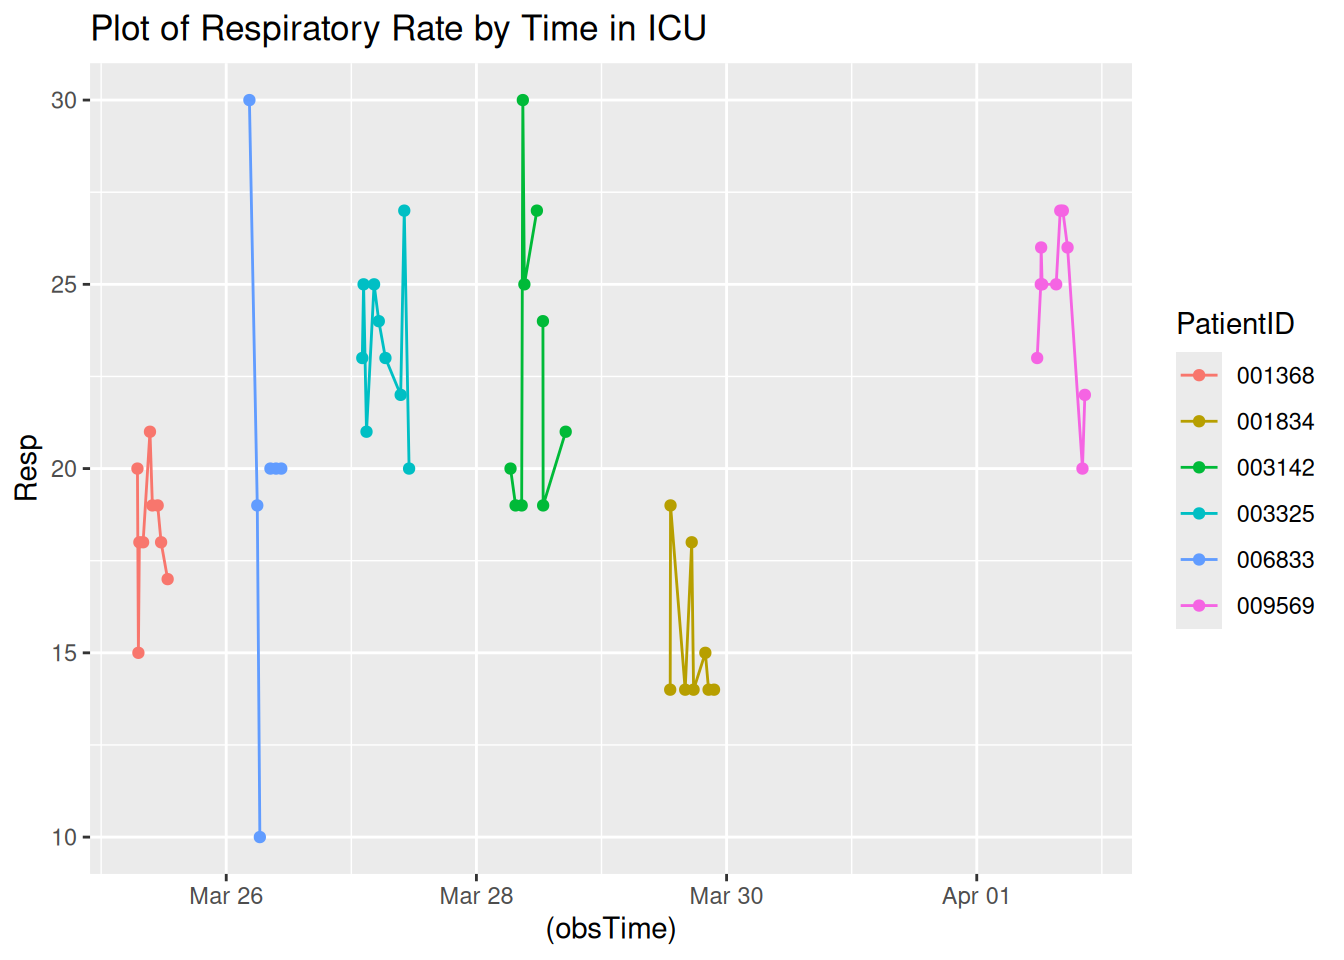 Plot of Respiratory Rate by Time in ICU
30
25
20
15
10
Resp
Mar 26
Mar 28
Mar 30
Apr 01
(obsTime)
PatientID
001368
001834
003142
003325
006833
009569